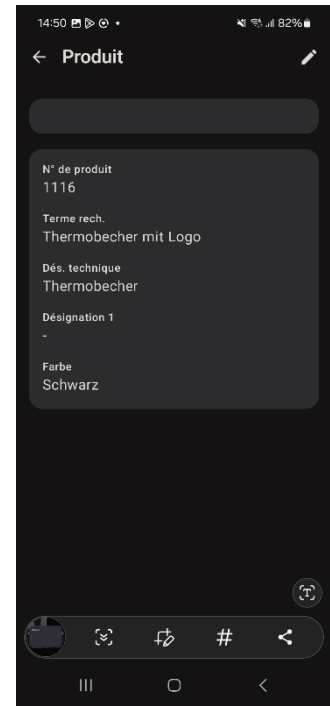 14:50
82%
Produit
N° de produit
1116
Terme rech.
Thermobecher mit Logo
Dés. technique
Thermobecher
Désignation 1
-
Farbe
Schwarz
T
#